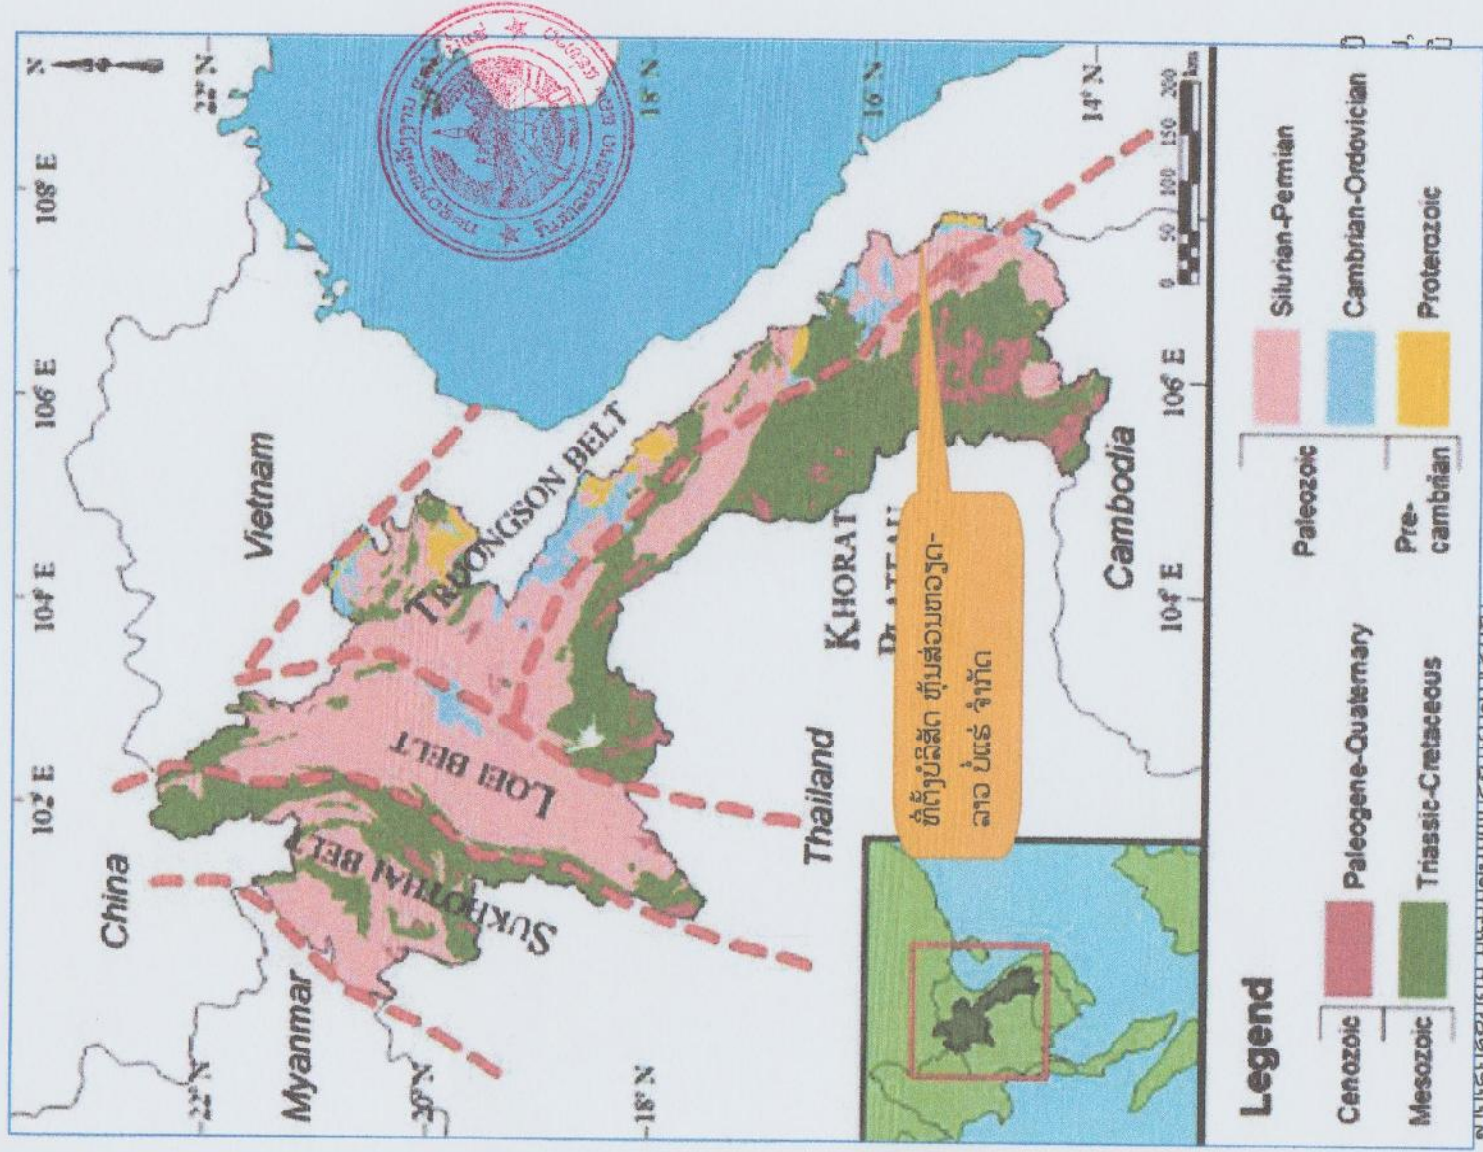 N
102° E
104° E
106° E
108° E
22° N
China
Vietnam
Myanmar
22° N
20° N
18° N
16° N
14° N
SUKHOTHAI BELT
LOEI BELT
TRUONGSON BELT
18° N
Thailand
KHORAT
PLATEAU
ທີ່ຕັ້ງບໍລິສັດ ຫຸ້ນສ່ວນຫວຽດ-
ລາວ ບໍ່ແຮ່ ຈໍາກັດ
Cambodia
104° E
106° E
0 50 100 150 200
km
Legend
Cenozoic
Paleogene-Quaternary
Mesozoic
Triassic-Cretaceous
Paleozoic
Silurian-Permian
Cambrian-Ordovician
Pre-
cambrian
Proterozoic